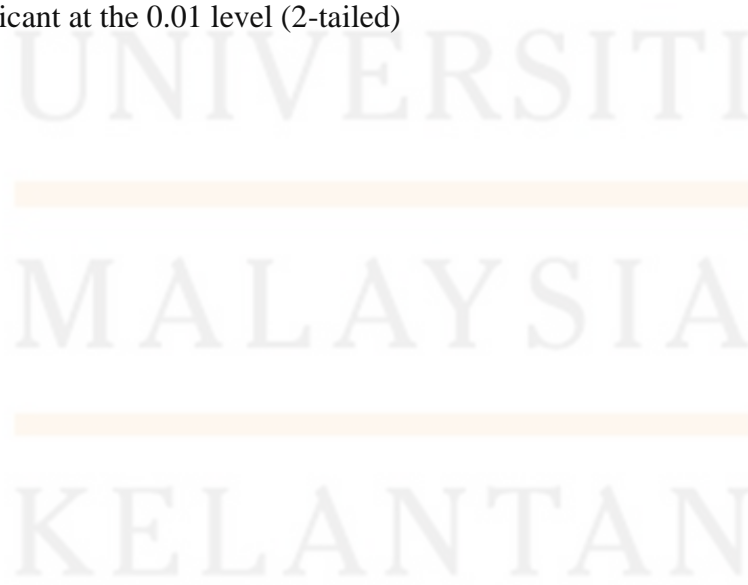 icant at the 0.01 level (2-tailed)
UNIVERSITI
MALAYSIA
KELANTAN